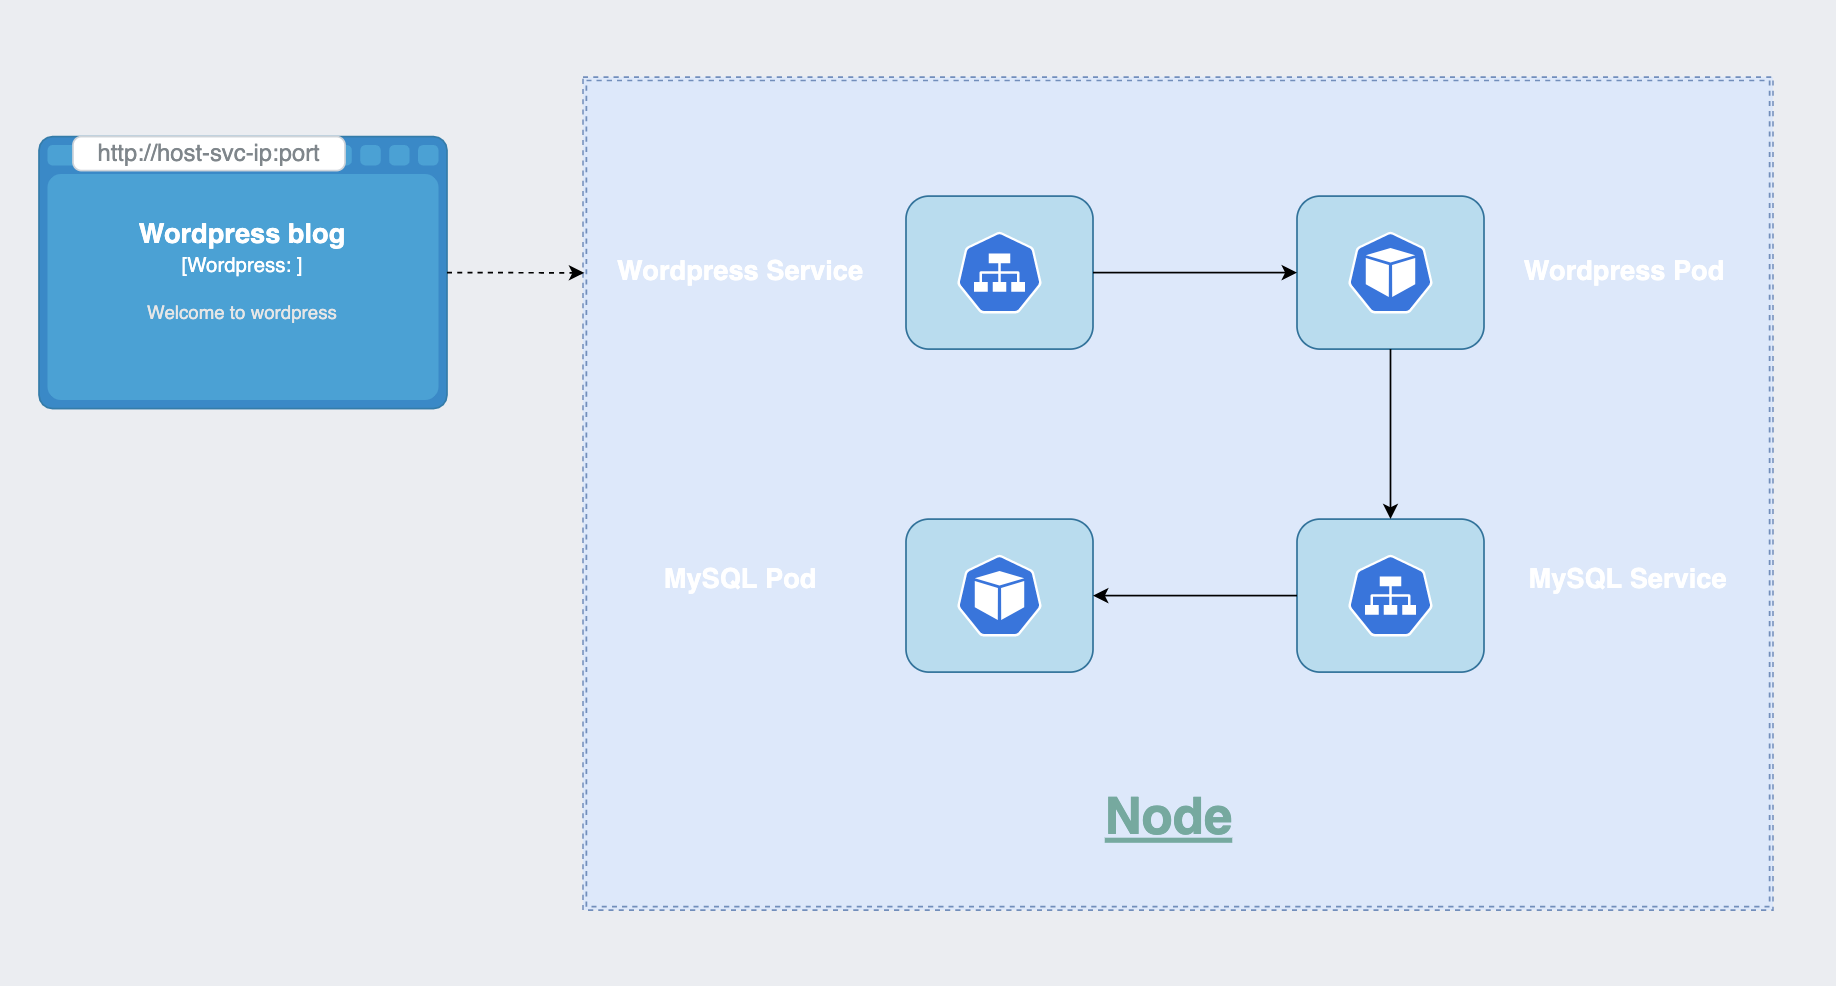 http://host-svc-ip:port
Wordpress blog
[Wordpress: ]
Welcome to wordpress
Wordpress Service
Wordpress Pod
MySQL Pod
MySQL Service
Node